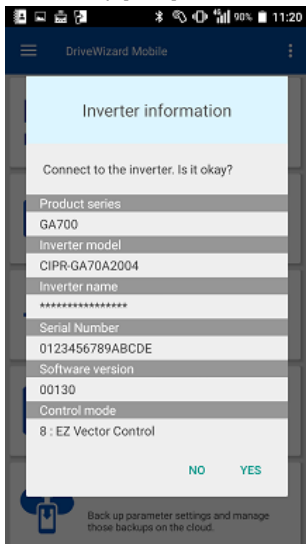 90% 11:20
DriveWizard Mobile
Inverter information
Connect to the inverter. Is it okay?
Product series
GA700
Inverter model
CIPR-GA70A2004
Inverter name
****************
Serial Number
0123456789ABCDE
Software version
00130
Control mode
8 : EZ Vector Control
NO YES
Back up parameter settings and manage
those backups on the cloud.